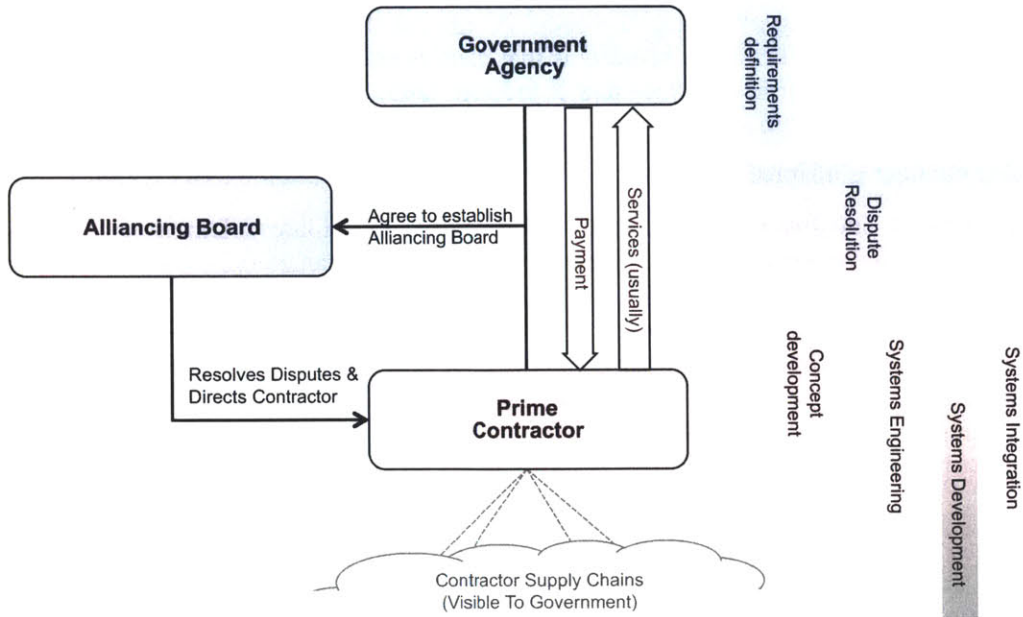 Government
Agency
Requirements
definition
Alliancing Board
Agree to establish
Alliancing Board
Payment
Services (usually)
Dispute
Resolution
Resolves Disputes &
Directs Contractor
Prime
Contractor
Concept
development
Systems Engineering
Systems Development
Systems Integration
Contractor Supply Chains
(Visible To Government)